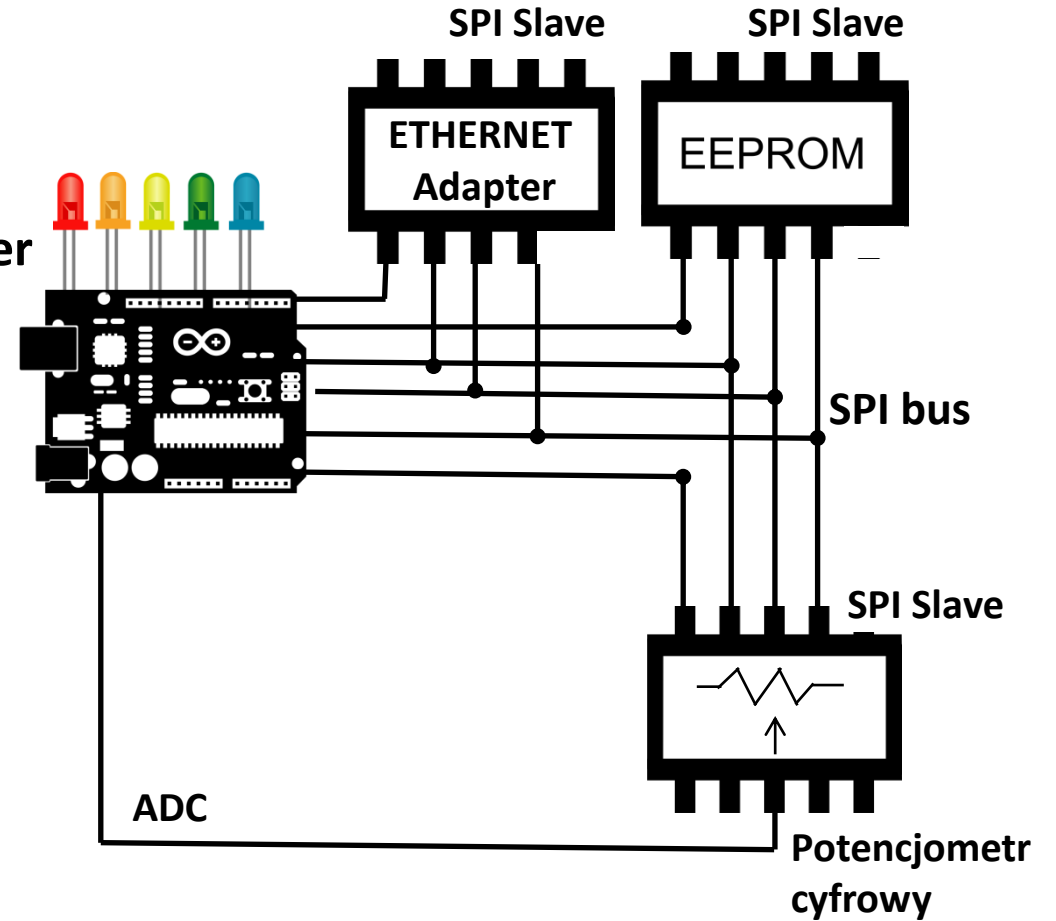 SPI Slave
SPI Slave
ETHERNET
Adapter
EEPROM
er
SPI bus
SPI Slave
ADC
Potencjometr
cyfrowy